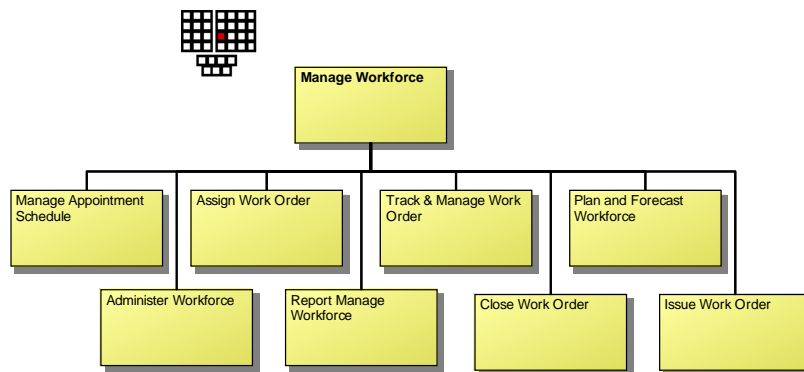 Manage Workforce
Manage Appointment
Schedule
Assign Work Order
Track & Manage Work
Order
Plan and Forecast
Workforce
Administer Workforce
Report Manage
Workforce
Close Work Order
Issue Work Order